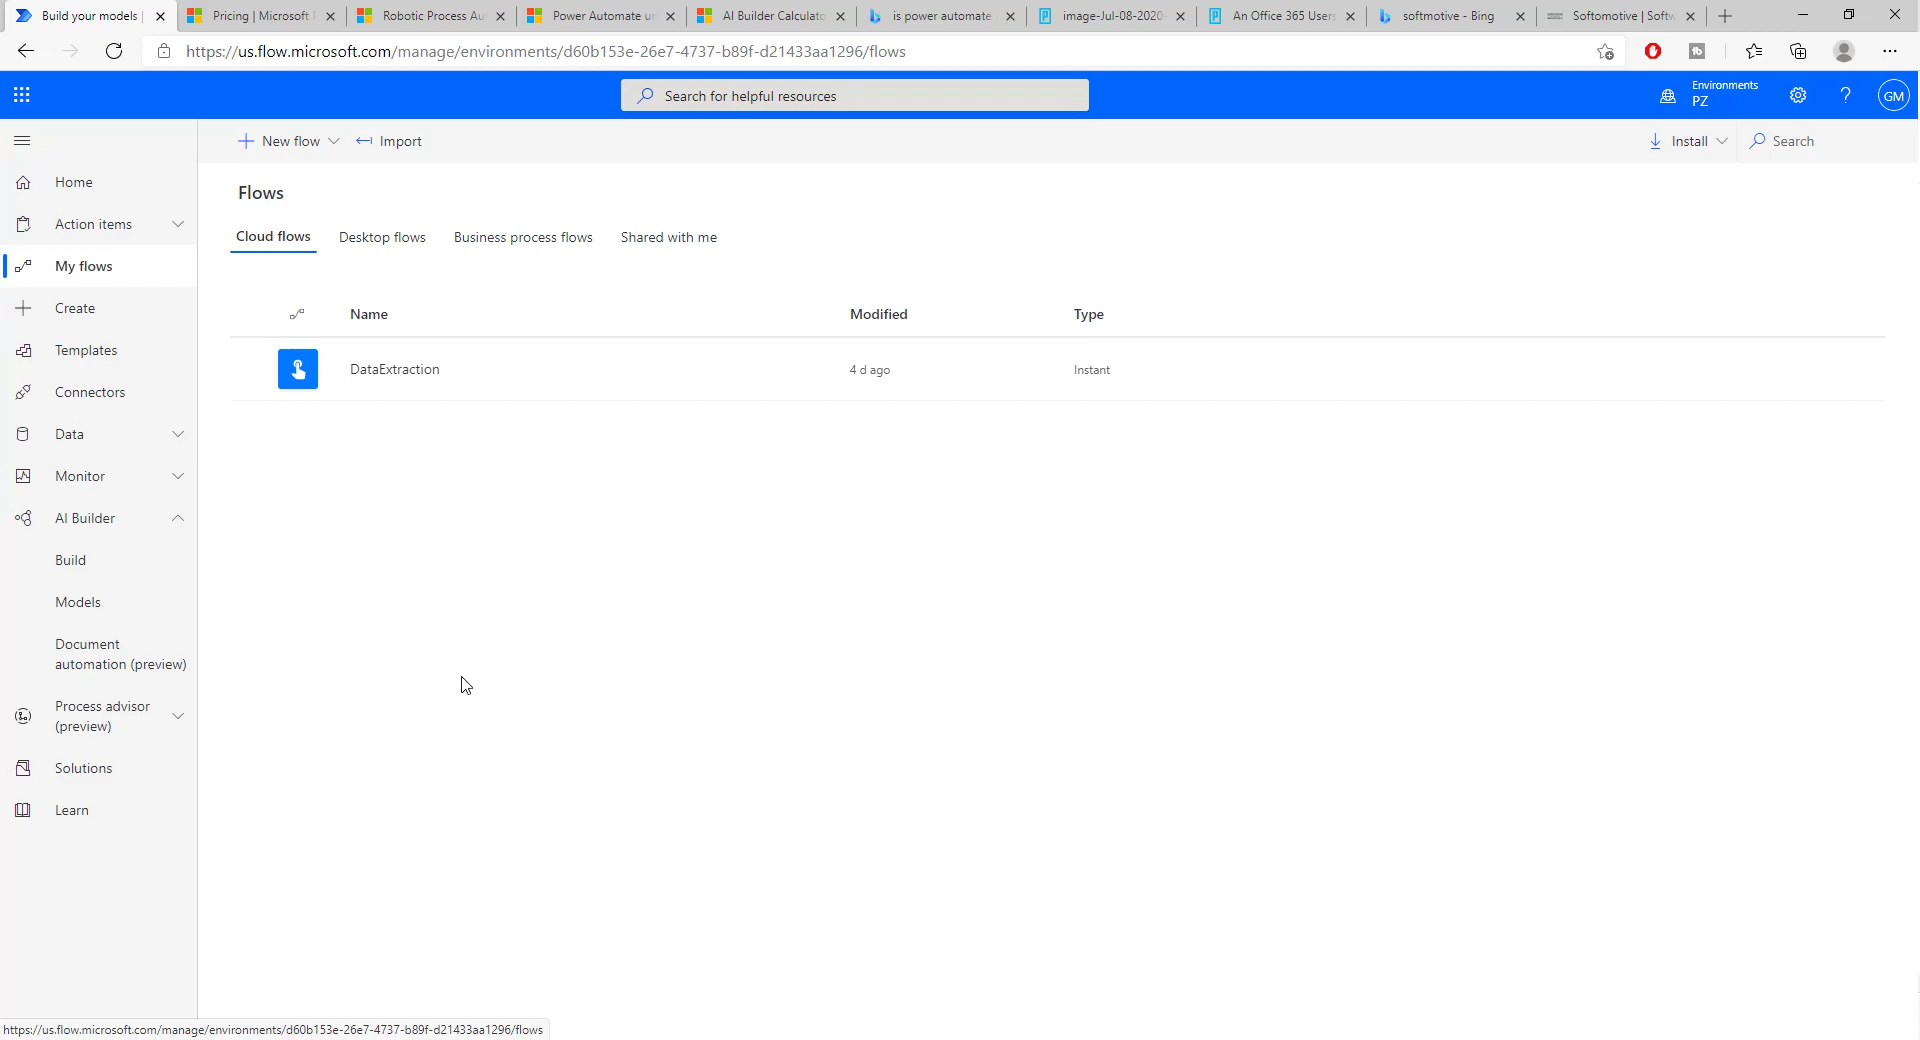 Build your models |
Pricing | Microsoft P
Robotic Process Au
Power Automate un
AI Builder Calculato
is power automate
image-Jul-08-2020-
An Office 365 Users
softmotive - Bing
Softomotive | Softw
https://us.flow.microsoft.com/manage/environments/d60b153e-26e7-4737-b89f-d21433aa1296/flows
Search for helpful resources
Environments
PZ
GM
New flow
Import
Install
Search
Home
Action items
My flows
Create
Templates
Connectors
Data
Monitor
AI Builder
Build
Models
Document
automation (preview)
Process advisor
(preview)
Solutions
Learn
Flows
Cloud flows
Desktop flows
Business process flows
Shared with me
Name
Modified
Type
DataExtraction
4 d ago
Instant
https://us.flow.microsoft.com/manage/environments/d60b153e-26e7-4737-b89f-d21433aa1296/flows